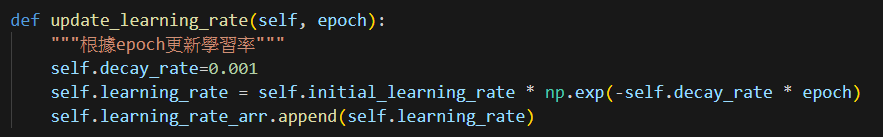 def update_learning_rate(self, epoch):
    """根據epoch更新學習率"""
    self.decay_rate=0.001
    self.learning_rate = self.initial_learning_rate * np.exp(-self.decay_rate * epoch)
    self.learning_rate_arr.append(self.learning_rate)